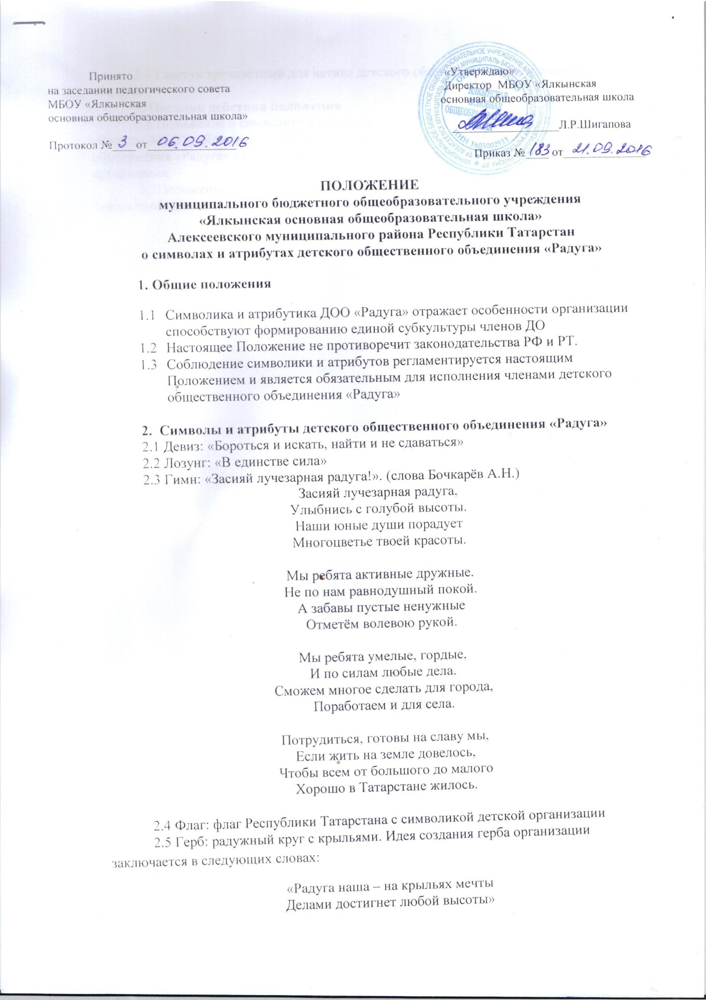 Принято
на заседании педгогического совета
МБОУ «Ялкынская
основная общеобразовательная школа»
Протокол № 3 от 06.09.2016
«Утверждаю»
Директор МБОУ «Ялкынская
основная общеобразовательная школа
Л.Р.Шигапова
Приказ № 183 от 21.09.2016
ЯЛКЫНСКАЯ
ОСНОВНАЯ
ИНН 1605002911
ПОЛОЖЕНИЕ
муниципального бюджетного общеобразовательного учреждения
«Ялкынская основная общеобразовательная школа»
Алексеевского муниципального района Республики Татарстан
о символах и атрибутах детского общественного объединения «Радуга»
1. Общие положения
1.1 Символика и атрибутика ДОО «Радуга» отражает особенности организации
способствуют формированию единой субкультуры членов ДО
1.2 Настоящее Положение не противоречит законодательства РФ и РТ.
1.3 Соблюдение символики и атрибутов регламентируется настоящим
Положением и является обязательным для исполнения членами детского
общественного объединения «Радуга»
2. Символы и атрибуты детского общественного объединения «Радуга»
2.1 Девиз: «Бороться и искать, найти и не сдаваться»
2.2 Лозунг: «В единстве сила»
2.3 Гимн: «Засияй лучезарная радуга!». (слова Бочкарёв А.Н.)
Засияй лучезарная радуга,
Улыбнись с голубой высоты.
Наши юные души порадует
Многоцветье твоей красоты.
Мы ребята активные дружные.
Не по нам равнодушный покой.
А забавы пустые ненужные
Отметём волевою рукой.
Мы ребята умелые, гордые,
И по силам любые дела.
Сможем многое сделать для города,
Поработаем и для села.
Потрудиться, готовы на славу мы,
Если жить на земле довелось,
Чтобы всем от большого до малого
Хорошо в Татарстане жилось.
2.4 Флаг: флаг Республики Татарстана с символикой детской организации
2.5 Герб: радужный круг с крыльями. Идея создания герба организации
заключается в следующих словах:
«Радуга наша – на крыльях мечты
Делами достигнет любой высоты»